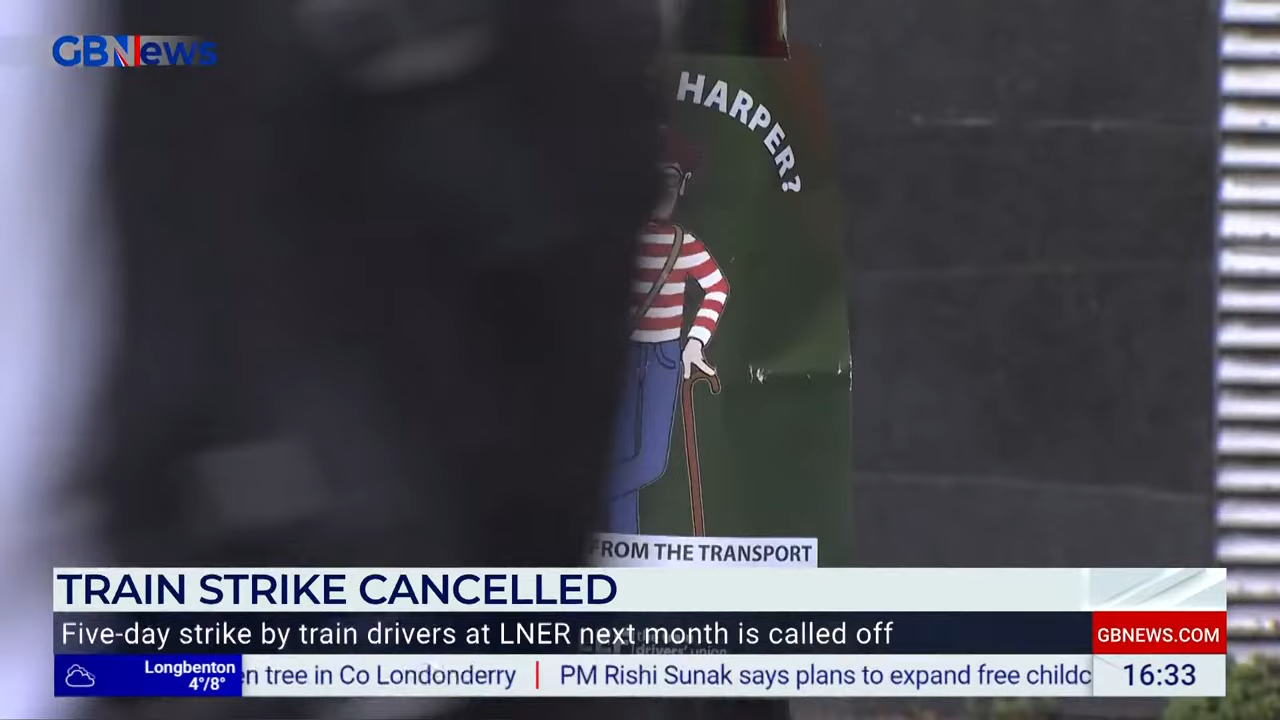 GBNews
HARPER?
FROM THE TRANSPORT
TRAIN STRIKE CANCELLED
Five-day strike by train drivers at LNER next month is called off
GBNEWS.COM
drivers' union
Longbenton
4°/8°
en tree in Co Londonderry | PM Rishi Sunak says plans to expand free childc
16:33